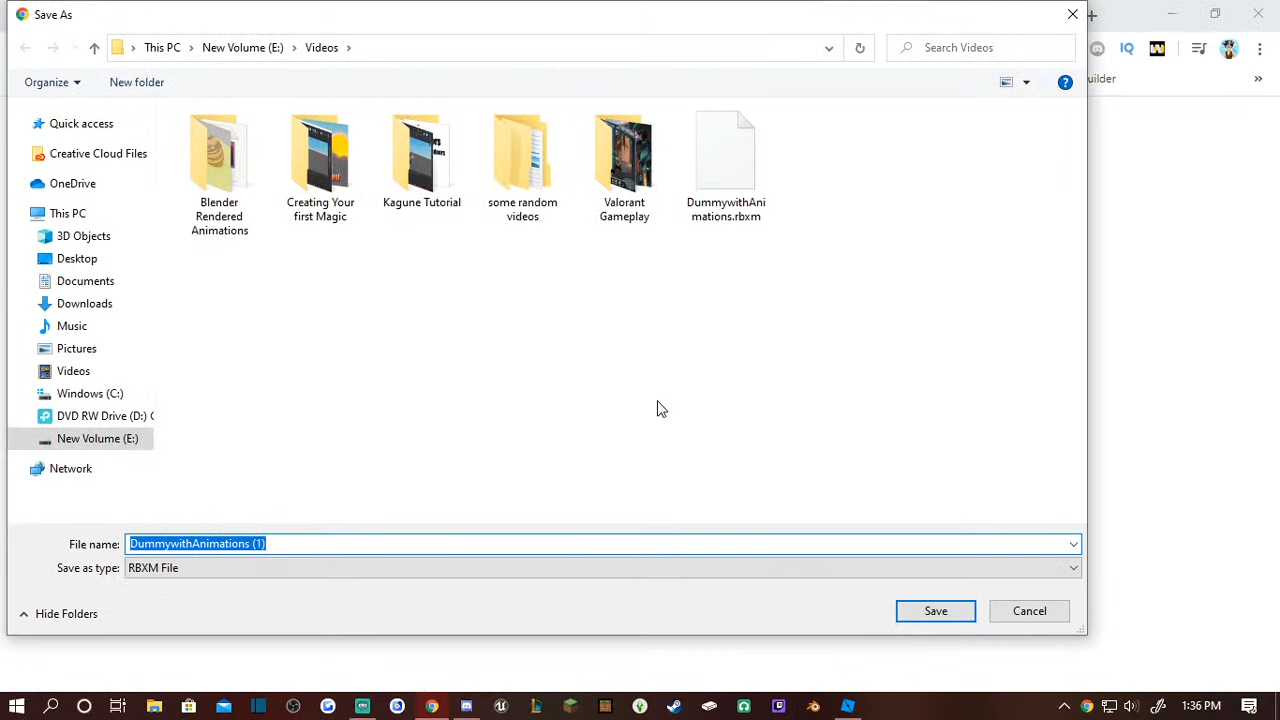 Save As
This PC
New Volume (E:)
Videos
Search Videos
Organize
New folder
uilder
Quick access
Creative Cloud Files
OneDrive
This PC
3D Objects
Desktop
Documents
Downloads
Music
Pictures
Videos
Windows (C:)
DVD RW Drive (D:) C
New Volume (E:)
Network
Blender
Rendered
Animations
Creating Your
first Magic
Kagune Tutorial
some random
videos
Valorant
Gameplay
DummywithAni
mations.rbxm
File name:
DummywithAnimations (1)
Save as type:
RBXM File
Hide Folders
Save
Cancel
IQ
1:36 PM